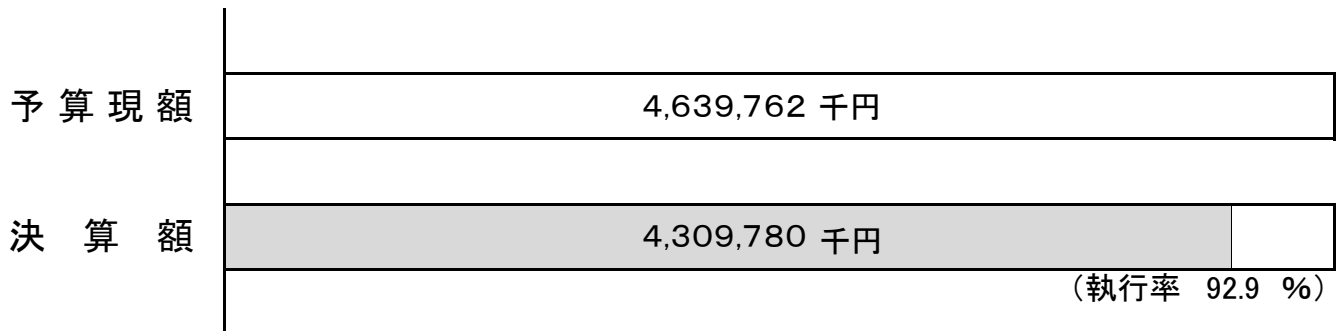 予算現額 4,639,762 千円
決算額 4,309,780 千円
（執行率 92.9 %）